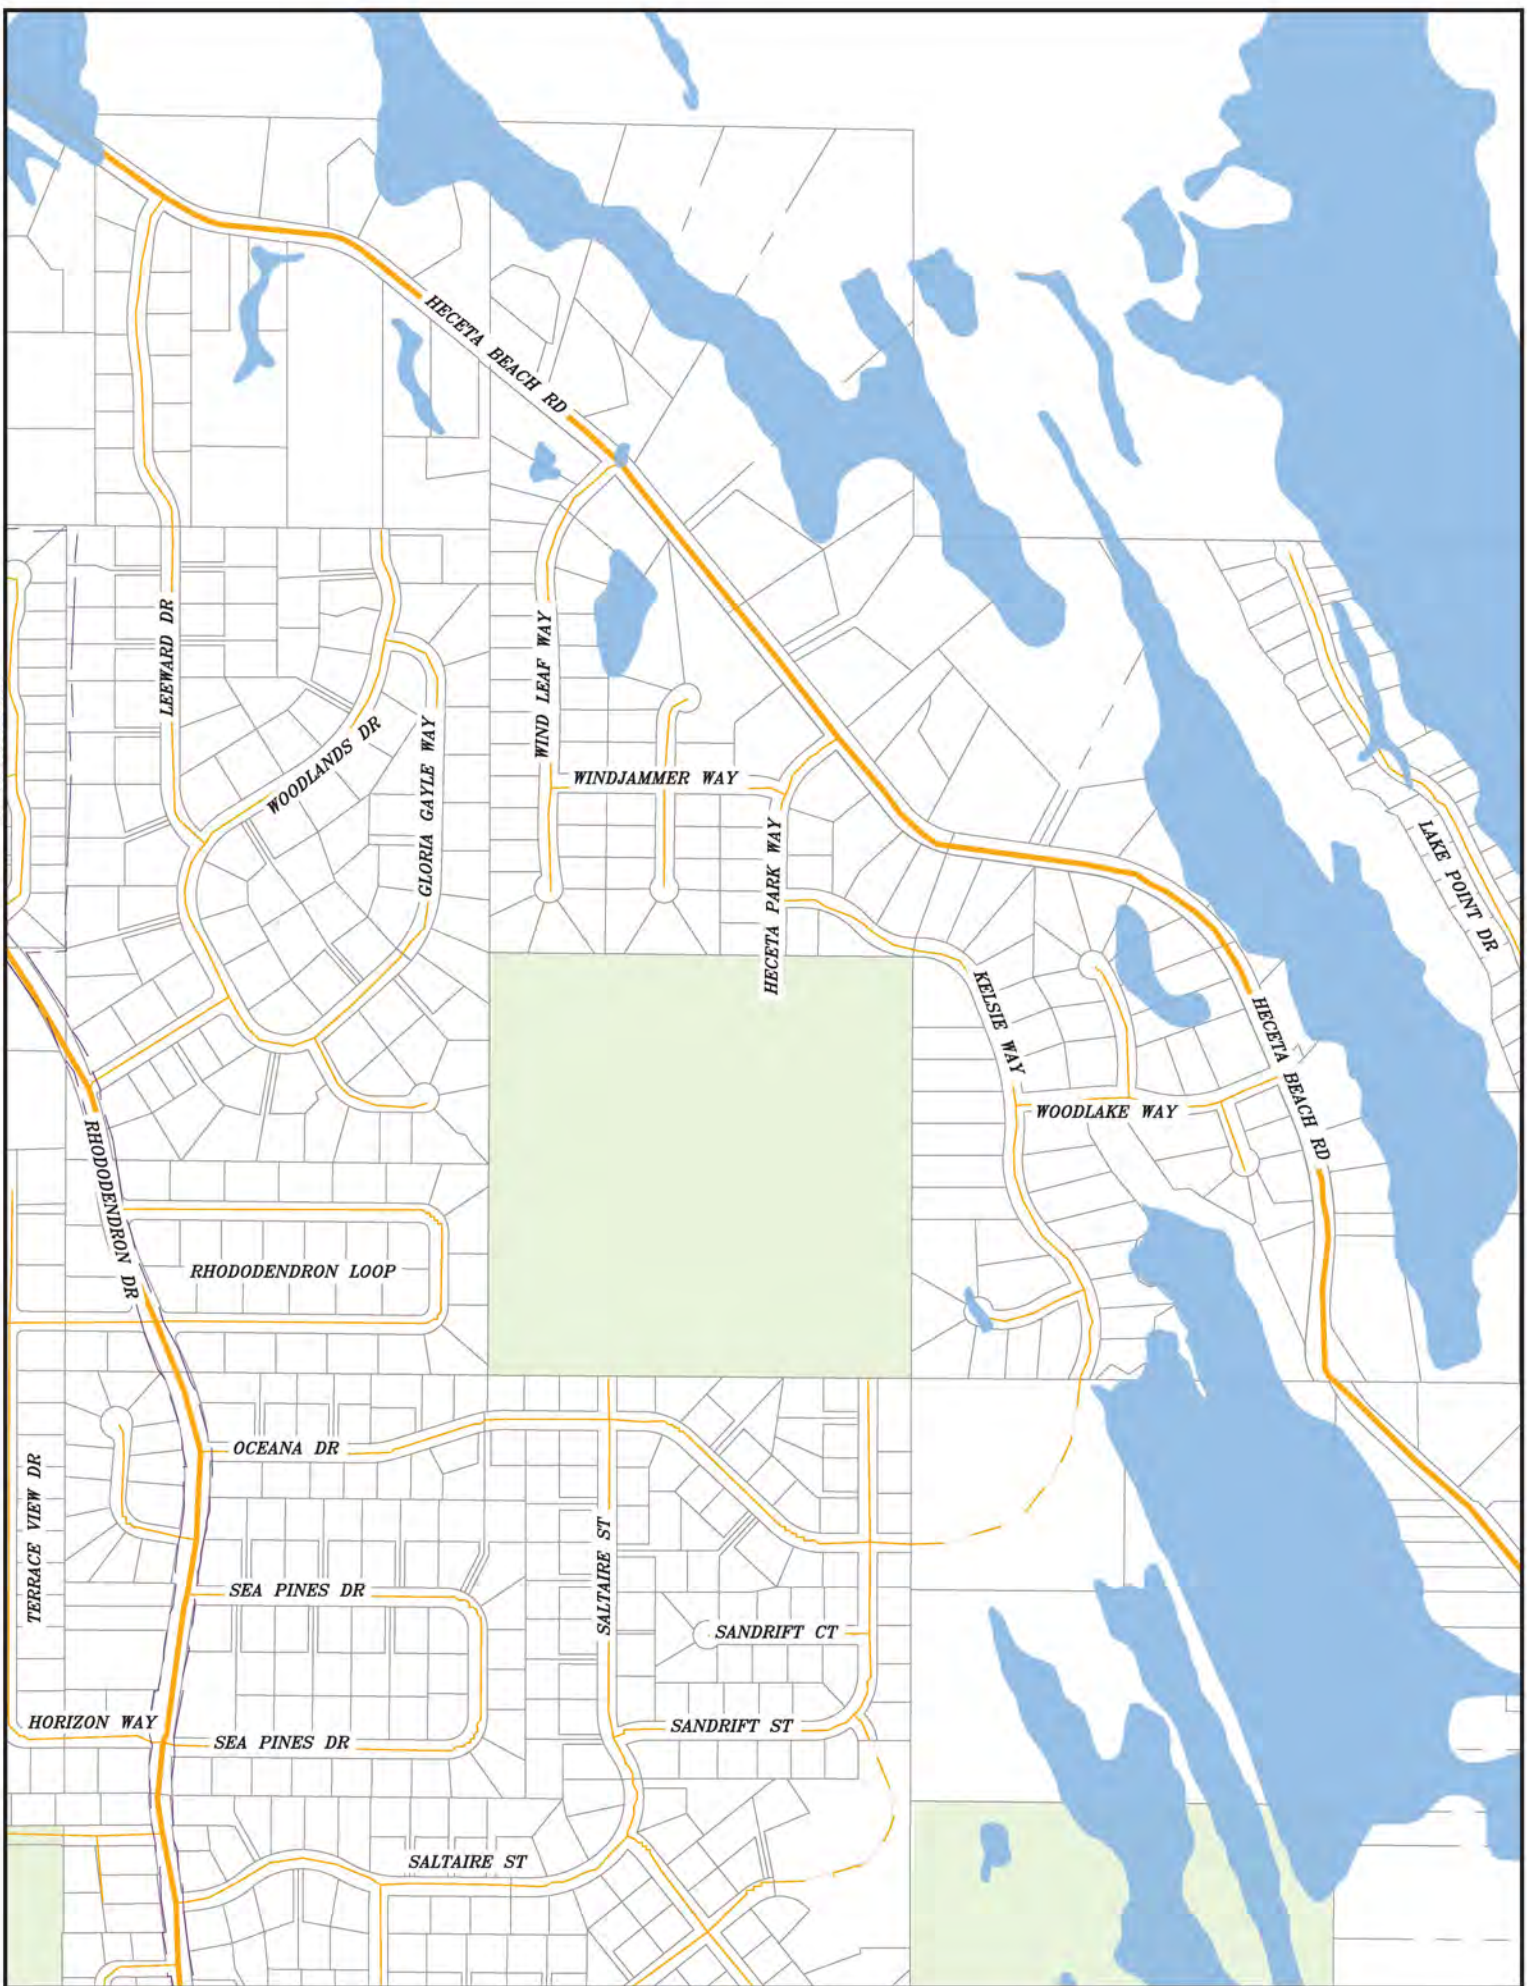 HECETA BEACH RD
LEEWARD DR
WIND LEAF WAY
WOODLANDS DR
GLORIA GAYLE WAY
WINDJAMMER WAY
HECETA PARK WAY
LAKE POINT DR
KELSIE WAY
HECETA BEACH RD
WOODLAKE WAY
RHODODENDRON DR
RHODODENDRON LOOP
OCEANA DR
TERRACE VIEW DR
SALTAIRE ST
SEA PINES DR
SANDRIFT CT
HORIZON WAY
SANDRIFT ST
SEA PINES DR
SALTAIRE ST